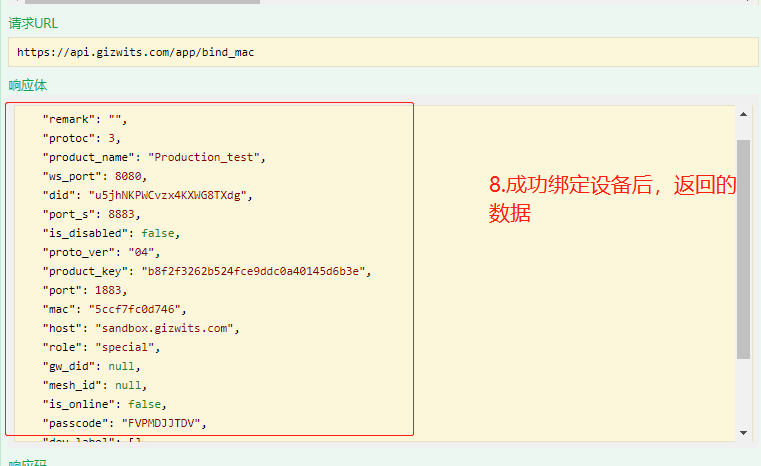 请求URL
https://api.gizwits.com/app/bind_mac
响应体
"remark": "",
"protoc": 3,
"product_name": "Production_test",
"ws_port": 8080,
"did": "u5jhNKPWCvzx4KXWG8TXdg",
"port_s": 8883,
"is_disabled": false,
"proto_ver": "04",
"product_key": "b8f2f3262b524fce9ddc0a40145d6b3e",
"port": 1883,
"mac": "5ccf7fc0d746",
"host": "sandbox.gizwits.com",
"role": "special",
"gw_did": null,
"mesh_id": null,
"is_online": false,
"passcode": "FVPMDJJTDV",
"dev_label": []
8.成功绑定设备后，返回的
数据
响应码